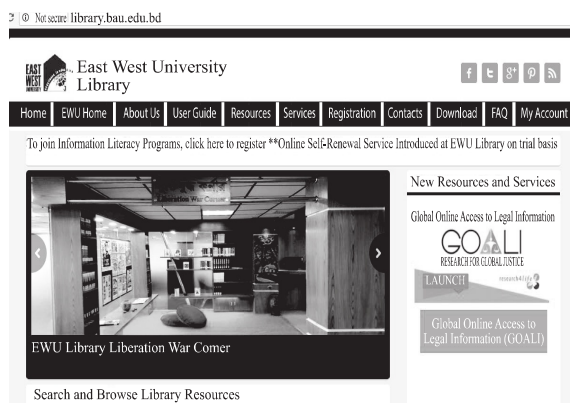 Not secure library.bau.edu.bd
EAST WEST UNIVERSITY
East West University
Library
f t g+ p
Home EWU Home About Us User Guide Resources Services Registration Contacts Download FAQ My Account
To join Information Literacy Programs, click here to register **Online Self-Renewal Service Introduced at EWU Library on trial basis
Liberation War Corner
EWU Library Liberation War Comer
New Resources and Services
Global Online Access to Legal Information
GOALI
RESEARCH FOR GLOBAL JUSTICE
LAUNCH
research4life
Global Online Access to
Legal Information (GOALI)
Search and Browse Library Resources